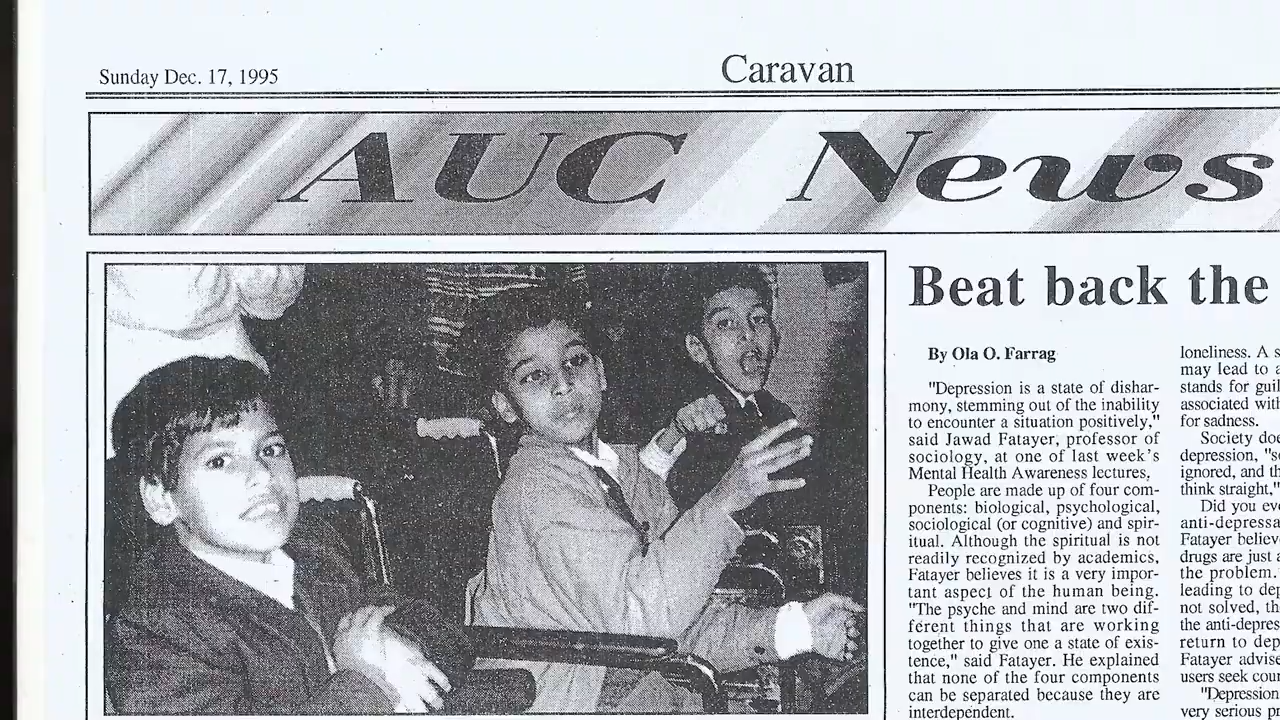 Sunday Dec. 17, 1995
Caravan
AUC News
Beat back the
By Ola O. Farrag
"Depression is a state of dishar-
mony, stemming out of the inability
to encounter a situation positively,"
said Jawad Fatayer, professor of
sociology, at one of last week's
Mental Health Awareness lectures.
People are made up of four com-
ponents: biological, psychological,
sociological (or cognitive) and spir-
itual. Although the spiritual is not
readily recognized by academics,
Fatayer believes it is a very impor-
tant aspect of the human being.
"The psyche and mind are two dif-
ferent things that are working
together to give one a state of exis-
tence," said Fatayer. He explained
that none of the four components
can be separated because they are
interdependent.
loneliness. A s
may lead to a
stands for guil
associated with
for sadness.
Society doe
depression, "so
ignored, and th
think straight,"
Did you eve
anti-depressa
Fatayer believe
drugs are just a
the problem.
leading to dep
not solved, th
the anti-depres
return to dep
Fatayer advise
users seek coun
"Depression
very serious pr